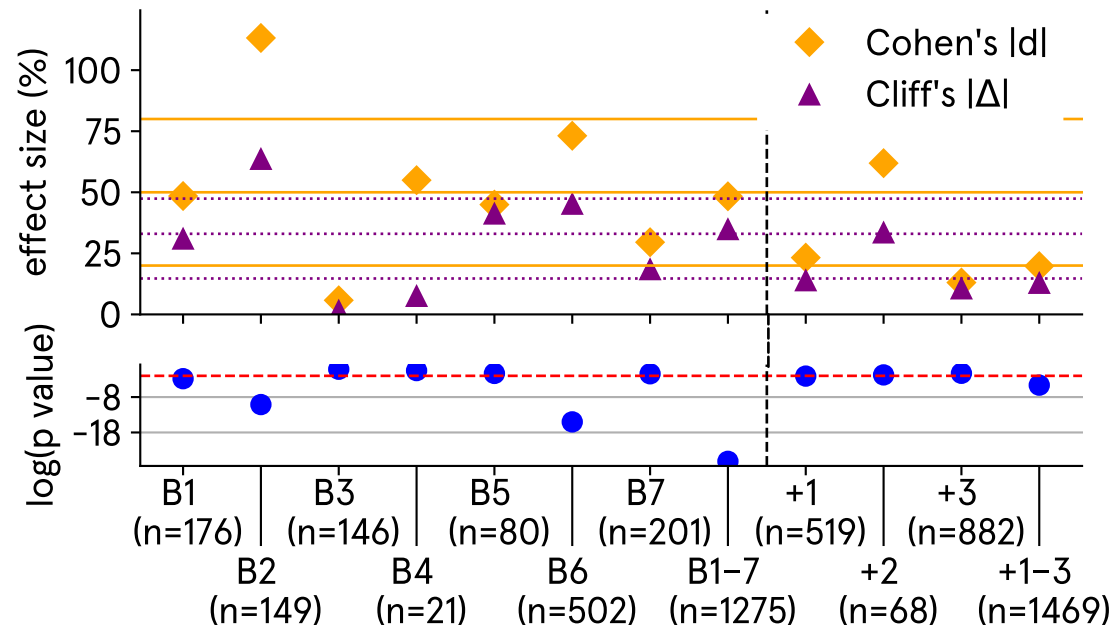 Cohen's |d|
Cliff's |Δ|
effect size (%)
100
75
50
25
0
log(p value)
−8
−18
B1
(n=176)
B2
(n=149)
B3
(n=146)
B4
(n=21)
B5
(n=80)
B6
(n=502)
B7
(n=201)
B1−7
(n=1275)
+1
(n=519)
+2
(n=68)
+3
(n=882)
+1−3
(n=1469)